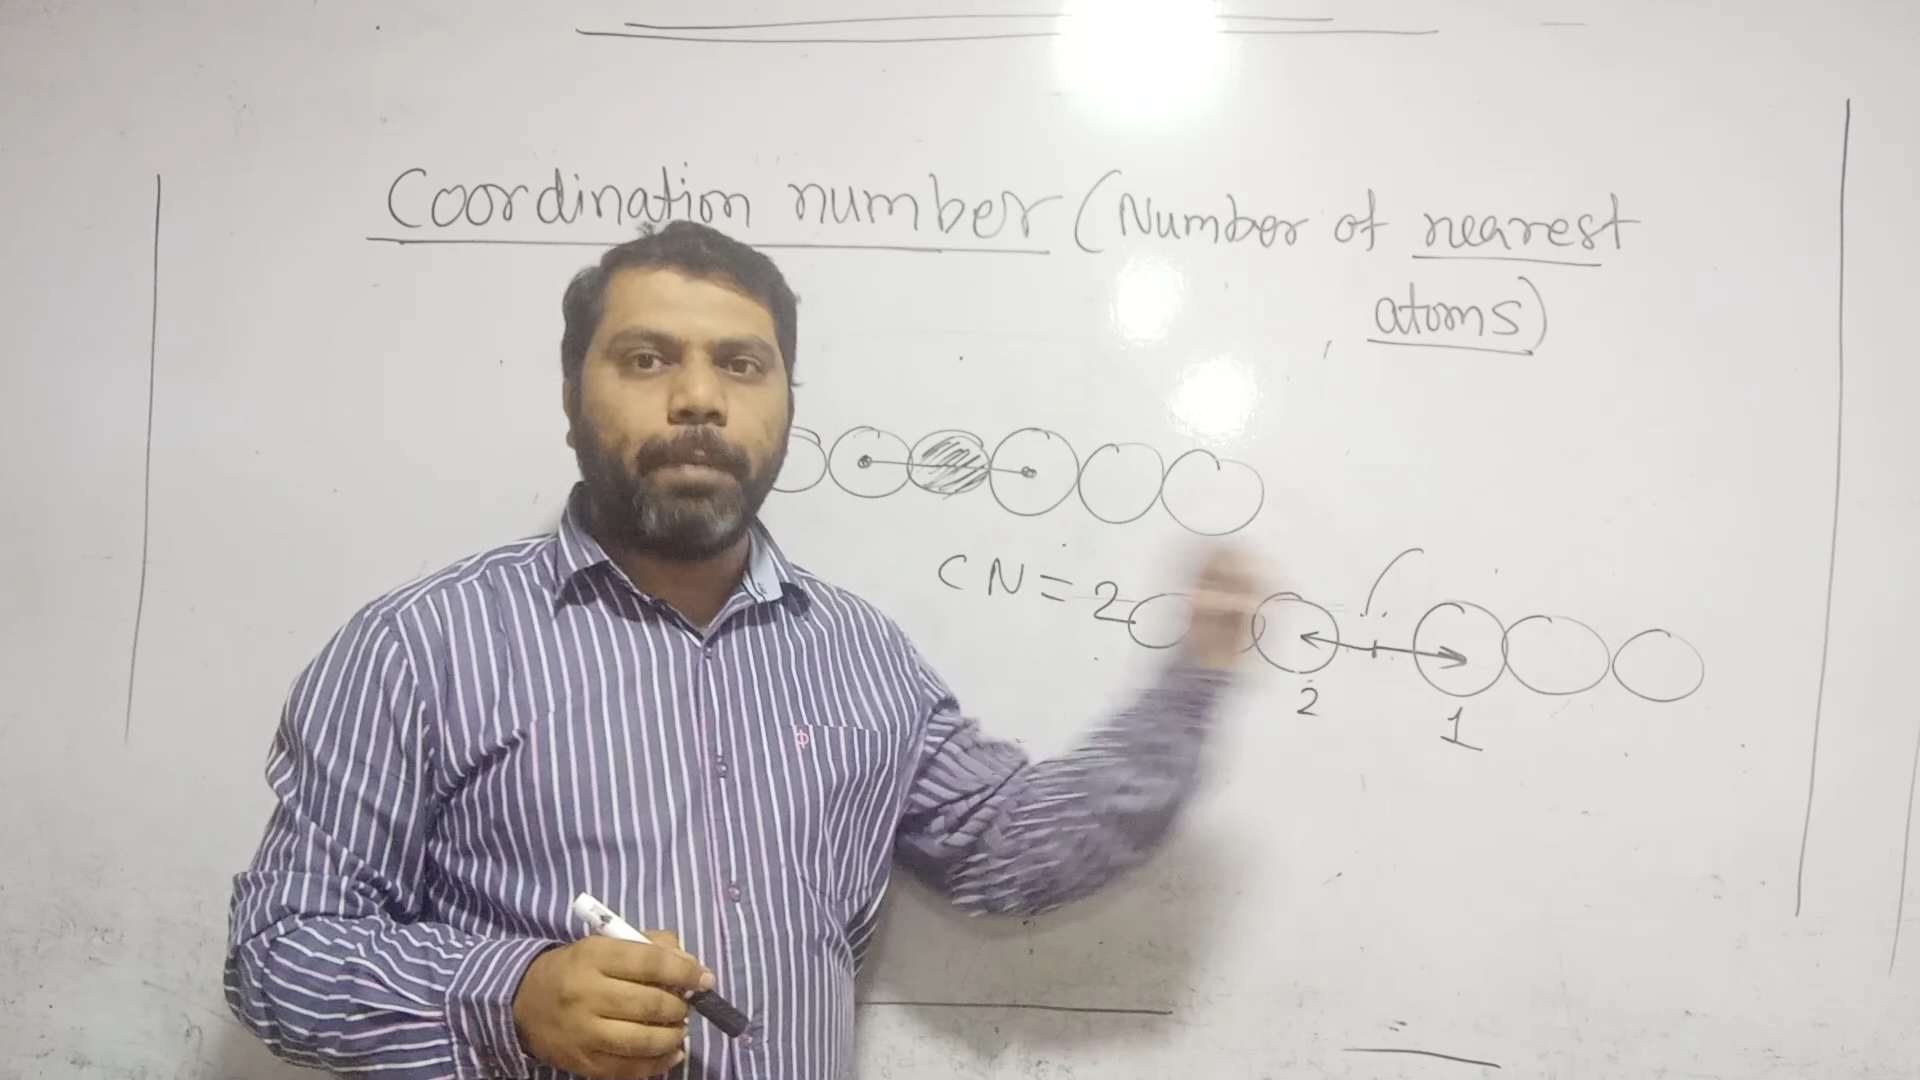 Coordination number (Number of nearest
atoms)
CN = 2
2
1